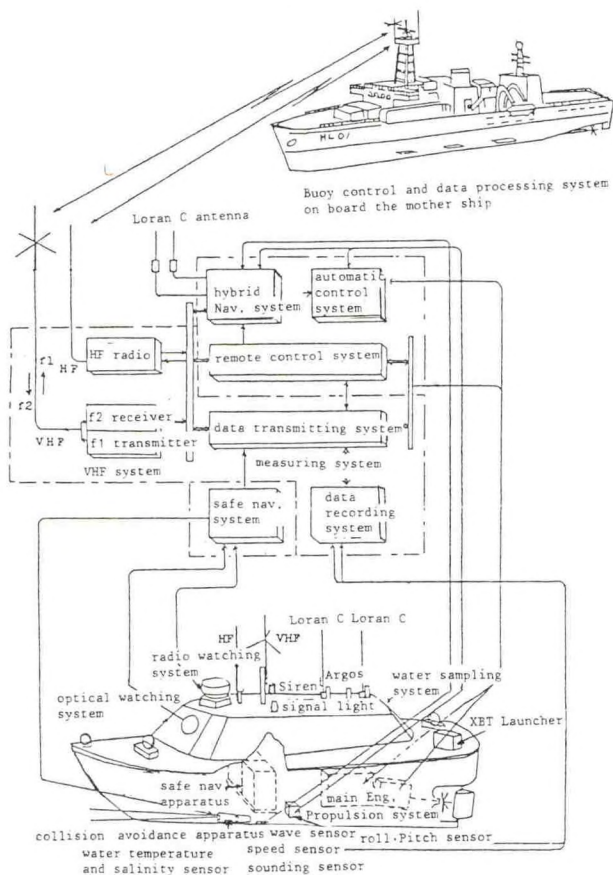 HL01
Buoy control and data processing system
on board the mother ship
Loran C antenna
hybrid
Nav. system
automatic
control
system
HF radio
f1
HF
f2
remote control system
f2 receiver
f1 transmitter
VHF
VHF system
data transmitting system
measuring system
safe nav.
system
data
recording
system
Loran C Loran C
HF
VHF
radio watching
system
Siren
Argos
water sampling
system
signal light
optical watching
system
XBT Launcher
safe nav.
apparatus
main Eng.
Propulsion system
collision avoidance apparatus wave sensor roll.Pitch sensor
water temperature speed sensor
and salinity sensor sounding sensor